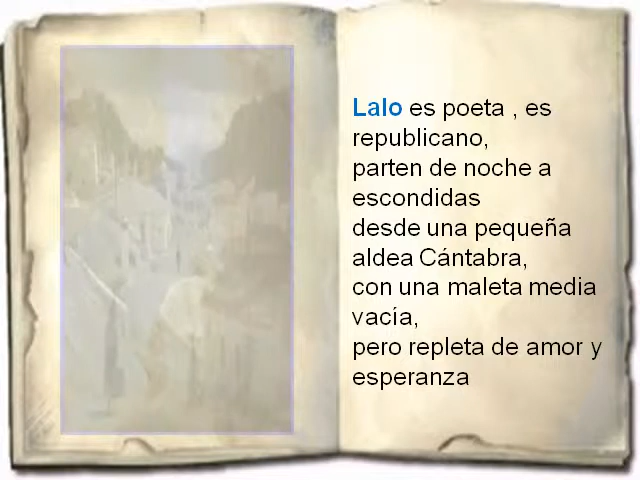 Lalo es poeta , es
republicano,
parten de noche a
escondidas
desde una pequeña
aldea Cántabra,
con una maleta media
vacía,
pero repleta de amor y
esperanza